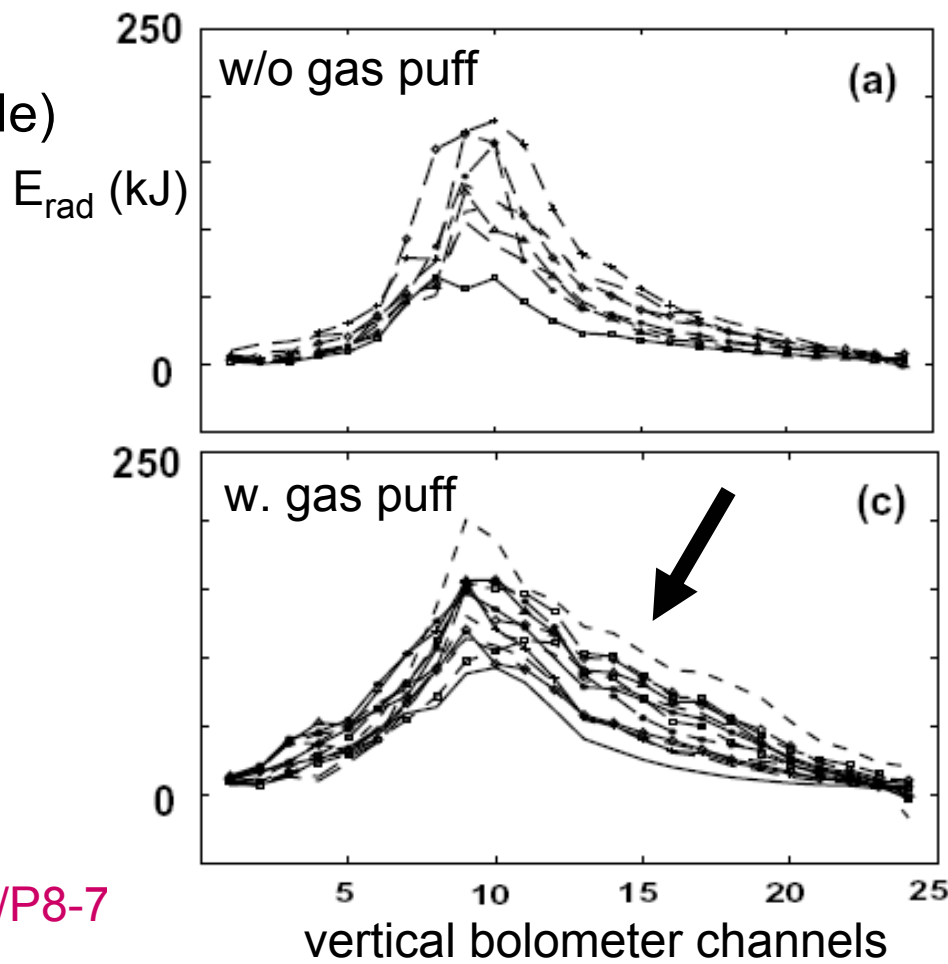 250
w/o gas puff
(a)
le)
E_rad (kJ)
0
250
w. gas puff
(c)
0
5 10 15 20 25
/P8-7
vertical bolometer channels